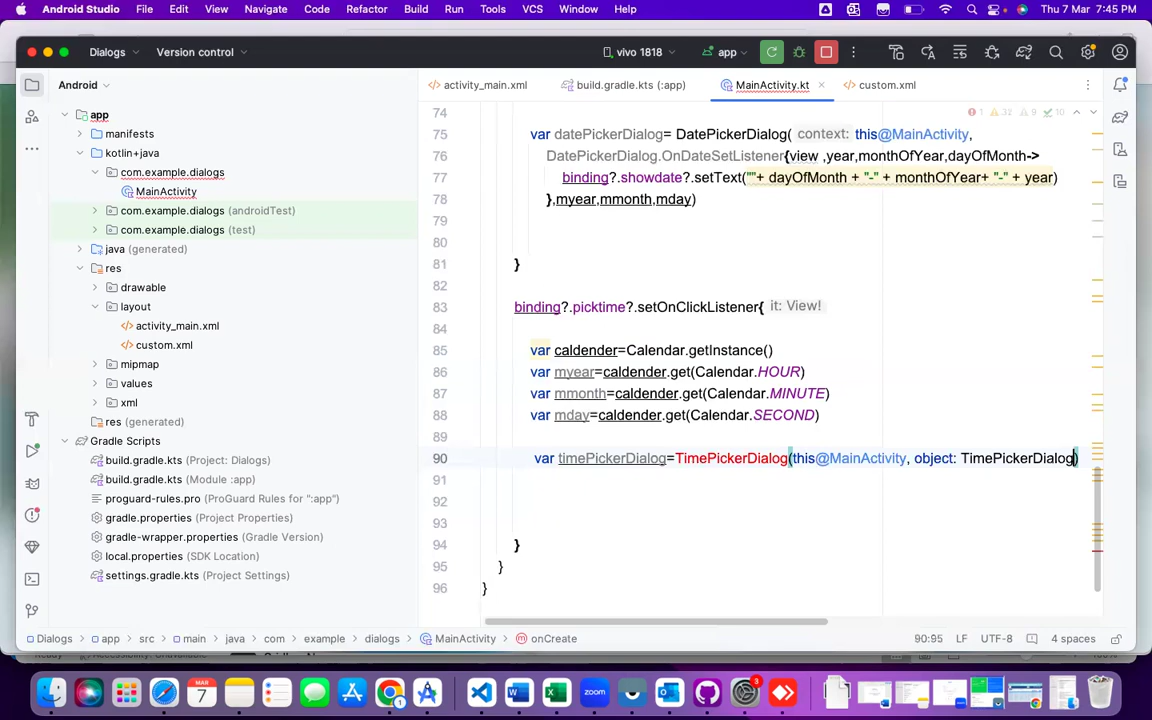 Android Studio File Edit View Navigate Code Refactor Build Run Tools VCS Window Help Thu 7 Mar 7:45 PM
Dialogs Version control vivo 1818 app
Android
activity_main.xml build.gradle.kts (:app) MainActivity.kt custom.xml
app
manifests
kotlin+java
com.example.dialogs
MainActivity
com.example.dialogs (androidTest)
com.example.dialogs (test)
java (generated)
res
drawable
layout
activity_main.xml
custom.xml
mipmap
values
xml
res (generated)
Gradle Scripts
build.gradle.kts (Project: Dialogs)
build.gradle.kts (Module :app)
proguard-rules.pro (ProGuard Rules for ":app")
gradle.properties (Project Properties)
gradle-wrapper.properties (Gradle Version)
local.properties (SDK Location)
settings.gradle.kts (Project Settings)
1 32 9 10
74
75 var datePickerDialog= DatePickerDialog( context: this@MainActivity,
76 DatePickerDialog.OnDateSetListener{view ,year,monthOfYear,dayOfMonth->
77 binding?.showdate?.setText(""+ dayOfMonth + "-" + monthOfYear+ "-" + year)
78 },myear,mmonth,mday)
79
80
81 }
82
83 binding?.picktime?.setOnClickListener{ it: View!
84
85 var caldender=Calendar.getInstance()
86 var myear=caldender.get(Calendar.HOUR)
87 var mmonth=caldender.get(Calendar.MINUTE)
88 var mday=caldender.get(Calendar.SECOND)
89
90 var timePickerDialog=TimePickerDialog(this@MainActivity, object: TimePickerDialog)
91
92
93
94 }
95 }
96 }
Dialogs app src main java com example dialogs MainActivity onCreate 90:95 LF UTF-8 4 spaces
MAR
7
zoom
3